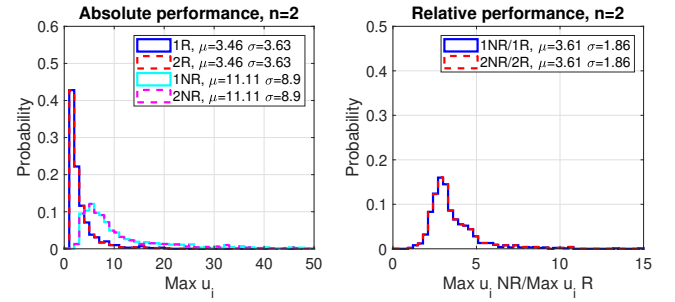 Absolute performance, n=2
1R, μ=3.46 σ=3.63
2R, μ=3.46 σ=3.63
1NR, μ=11.11 σ=8.9
2NR, μ=11.11 σ=8.9
Probability
0.6
0.5
0.4
0.3
0.2
0.1
0
0 10 20 30 40 50
Max u_i
Relative performance, n=2
1NR/1R, μ=3.61 σ=1.86
2NR/2R, μ=3.61 σ=1.86
Probability
0.5
0.4
0.3
0.2
0.1
0
0 5 10 15
Max u_i NR/Max u_i R